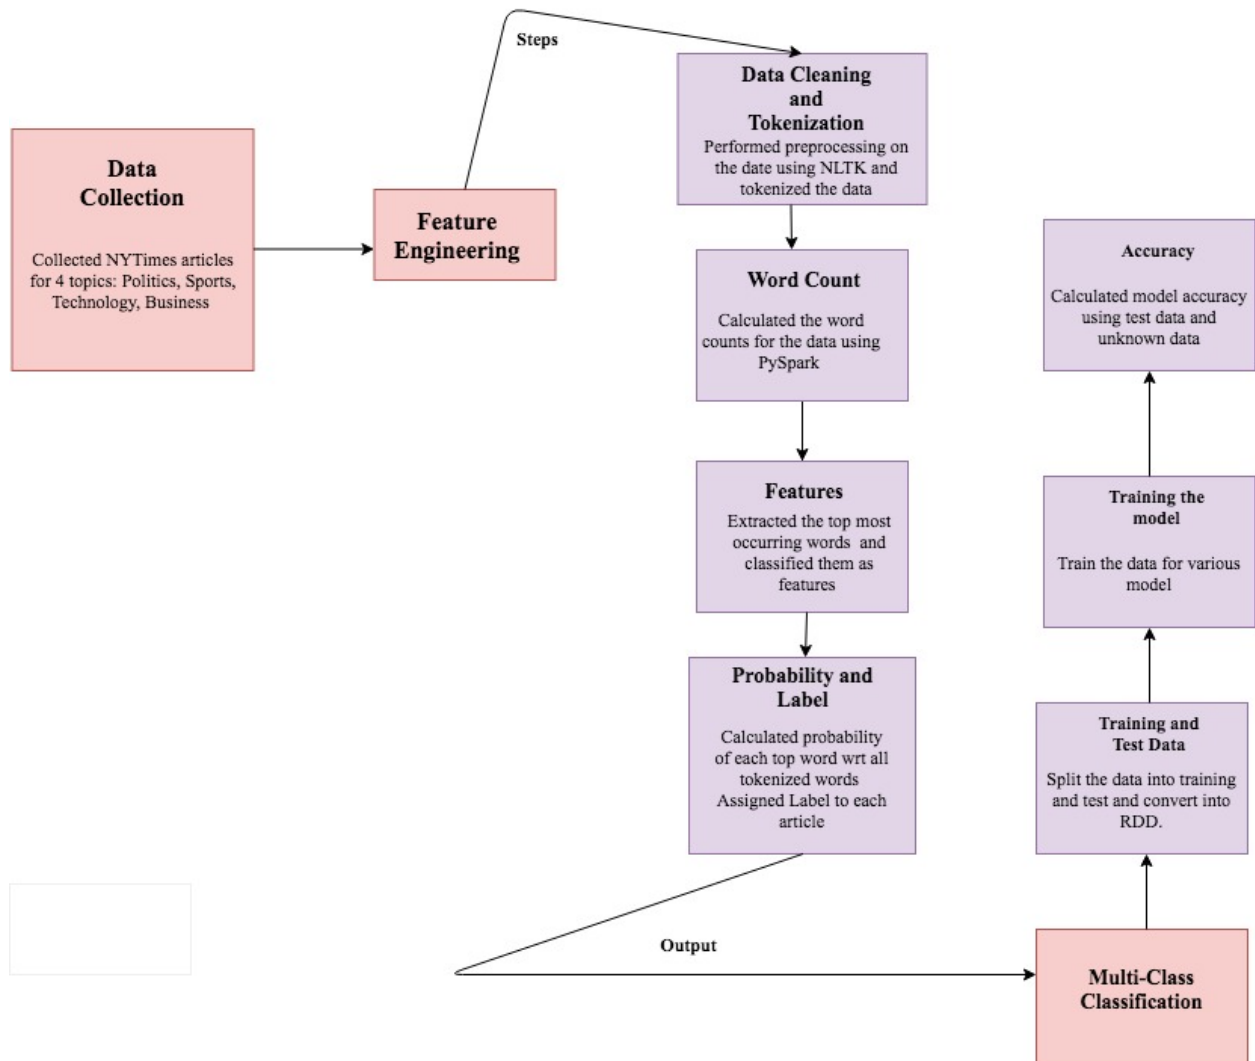 Data
Collection
Collected NYTimes articles
for 4 topics: Politics, Sports,
Technology, Business
Feature
Engineering
Steps
Data Cleaning
and
Tokenization
Performed preprocessing on
the date using NLTK and
tokenized the data
Word Count
Calculated the word
counts for the data using
PySpark
Features
Extracted the top most
occurring words and
classified them as
features
Probability and
Label
Calculated probability
of each top word wrt all
tokenized words
Assigned Label to each
article
Output
Multi-Class
Classification
Training and
Test Data
Split the data into training
and test and convert into
RDD.
Training the
model
Train the data for various
model
Accuracy
Calculated model accuracy
using test data and
unknown data